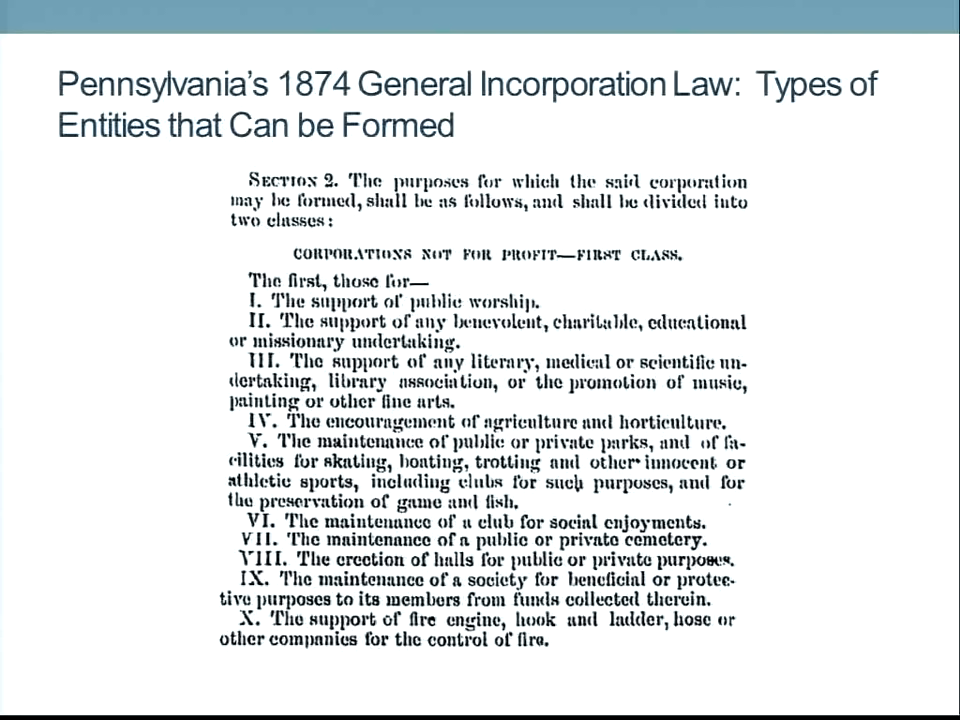 Pennsylvania's 1874 General Incorporation Law: Types of
Entities that Can be Formed
SECTION 2. The purposes for which the said corporation
may be formed, shall be as follows, and shall be divided into
two classes:
CORPORATIONS NOT FOR PROFIT—FIRST CLASS.
The first, those for—
I. The support of public worship.
II. The support of any benevolent, charitable, educational
or missionary undertaking.
III. The support of any literary, medical or scientific un-
dertaking, library association, or the promotion of music,
painting or other fine arts.
IV. The encouragement of agriculture and horticulture.
V. The maintenance of public or private parks, and of fa-
cilities for skating, boating, trotting and other innocent or
athletic sports, including clubs for such purposes, and for
the preservation of game and fish.
VI. The maintenance of a club for social enjoyments.
VII. The maintenance of a public or private cemetery.
VIII. The erection of halls for public or private purposes.
IX. The maintenance of a society for beneficial or protec-
tive purposes to its members from funds collected therein.
X. The support of fire engine, hook and ladder, hose or
other companies for the control of fire.